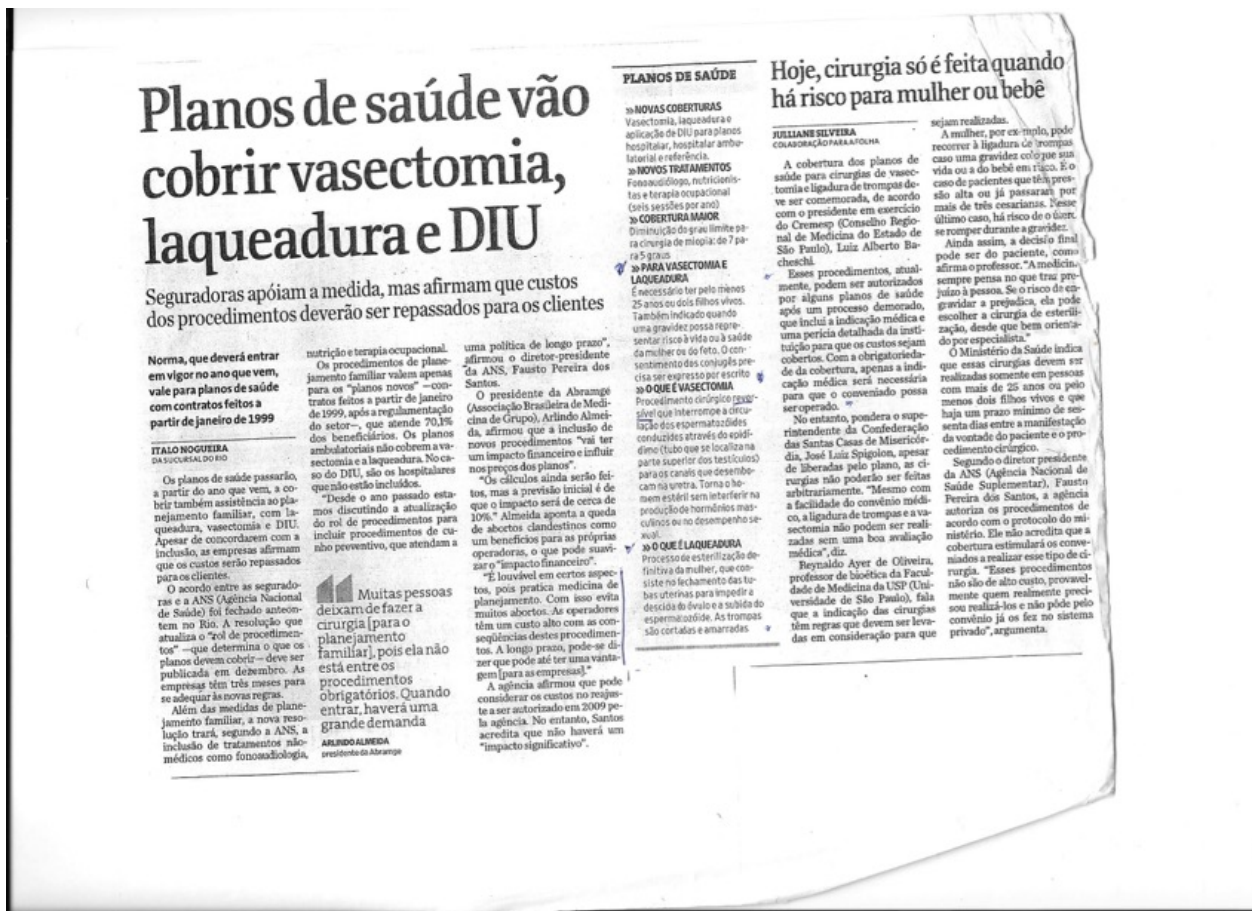 Planos de saúde vão
cobrir vasectomia,
laqueadura e DIU
Seguradoras apóiam a medida, mas afirmam que custos
dos procedimentos deverão ser repassados para os clientes
Norma, que deverá entrar
em vigor no ano que vem,
vale para planos de saúde
com contratos feitos a
partir de janeiro de 1999
ITALO NOGUEIRA
DA SUCURSAL DO RIO
Os planos de saúde passarão,
a partir do ano que vem, a co-
brir também assistência ao pla-
nejamento familiar, com la-
queadura, vasectomia e DIU.
Apesar de concordarem com a
inclusão, as empresas afirmam
que os custos serão repassados
para os clientes.
O acordo entre as segurado-
ras e a ANS (Agência Nacional
de Saúde) foi fechado anteon-
tem no Rio. A resolução que
atualiza o "rol de procedimen-
tos" —que determina o que os
planos devem cobrir— deve ser
publicada em dezembro. As
empresas têm três meses para
se adequar às novas regras.
Além das medidas de plane-
jamento familiar, a nova reso-
lução trará, segundo a ANS, a
inclusão de tratamentos não-
médicos como fonoaudiologia,
nutrição e terapia ocupacional.
Os procedimentos de plane-
jamento familiar valem apenas
para os "planos novos" —con-
tratos feitos a partir de janeiro
de 1999, após a regulamentação
do setor—, que atende 70,1%
dos beneficiários. Os planos
ambulatoriais não cobrem a va-
sectomia e a laqueadura. No ca-
so do DIU, são os hospitalares
que não estão incluídos.
"Desde o ano passado esta-
mos discutindo a atualização
do rol de procedimentos para
incluir procedimentos de cu-
nho preventivo, que atendam a
Muitas pessoas
deixam de fazer a
cirurgia [para o
planejamento
familiar], pois ela não
está entre os
procedimentos
obrigatórios. Quando
entrar, haverá uma
grande demanda
ARLINDO ALMEIDA
presidente da Abramge
uma política de longo prazo",
afirmou o diretor-presidente
da ANS, Fausto Pereira dos
Santos.
O presidente da Abramge
(Associação Brasileira de Medi-
cina de Grupo), Arlindo Almei-
da, afirmou que a inclusão de
novos procedimentos "vai ter
um impacto financeiro e influir
nos preços dos planos".
"Os cálculos ainda serão fei-
tos, mas a previsão inicial é de
que o impacto será de cerca de
10%." Almeida aponta a queda
de abortos clandestinos como
um benefícios para as próprias
operadoras, o que pode suavi-
zar o "impacto financeiro".
"É louvável em certos aspec-
tos, pois pratica medicina de
planejamento. Com isso evita
muitos abortos. As operadores
têm um custo alto com as con-
seqüências destes procedimen-
tos. A longo prazo, pode-se di-
zer que pode até ter uma vanta-
gem [para as empresas]."
A agência afirmou que pode
considerar os custos no reajus-
te a ser autorizado em 2009 pe-
la agência. No entanto, Santos
acredita que não haverá um
"impacto significativo".
PLANOS DE SAÚDE
» NOVAS COBERTURAS
Vasectomia, laqueadura e
aplicação de DIU para planos
hospitalar, hospitalar ambu-
latorial e referência.
» NOVOS TRATAMENTOS
Fonoaudiólogo, nutricionis-
tas e terapia ocupacional
(seis sessões por ano)
» COBERTURA MAIOR
Diminuição do grau limite pa-
ra cirurgia de miopia: de 7 pa-
ra 5 graus
» PARA VASECTOMIA E
LAQUEADURA
É necessário ter pelo menos
25 anos ou dois filhos vivos.
Também indicado quando
uma gravidez possa repre-
sentar risco à vida ou à saúde
da mulher ou do feto. O con-
sentimento dos conjugês pre-
cisa ser expresso por escrito
» O QUE É VASECTOMIA
Procedimento cirúrgico rever-
sível que interrompe a circu-
lação dos espermatozóides
conduzidos através do epidí-
dimo (tubo que se localiza na
parte superior dos testículos)
para os canais que desembo-
cam na uretra. Torna o ho-
mem estéril sem interferir na
produção de hormônios mas-
culinos ou no desempenho se-
xual.
» O QUE É LAQUEADURA
Processo de esterilização de-
finitiva da mulher, que con-
siste no fechamento das tu-
bas uterinas para impedir a
descida do óvulo e a subida do
espermatozóide. As trompas
são cortadas e amarradas
Hoje, cirurgia só é feita quando
há risco para mulher ou bebê
JULLIANE SILVEIRA
COLABORAÇÃO PARA A FOLHA
A cobertura dos planos de
saúde para cirurgias de vasec-
tomia e ligadura de trompas de-
ve ser comemorada, de acordo
com o presidente em exercício
do Cremesp (Conselho Regio-
nal de Medicina do Estado de
São Paulo), Luiz Alberto Ba-
cheschi.
Esses procedimentos, atual-
mente, podem ser autorizados
por alguns planos de saúde
após um processo demorado,
que inclui a indicação médica e
uma perícia detalhada da insti-
tuição para que os custos sejam
cobertos. Com a obrigatorieda-
de da cobertura, apenas a indi-
cação médica será necessária
para que o conveniado possa
ser operado.
No entanto, pondera o supe-
rintendente da Confederação
das Santas Casas de Misericór-
dia, José Luiz Spigolon, apesar
de liberadas pelo plano, as ci-
rurgias não poderão ser feitas
arbitrariamente. "Mesmo com
a facilidade do convênio médi-
co, a ligadura de trompas e a va-
sectomia não podem ser reali-
zadas sem uma boa avaliação
médica", diz.
Reynaldo Ayer de Oliveira,
professor de bioética da Facul-
dade de Medicina da USP (Uni-
versidade de São Paulo), fala
que a indicação das cirurgias
têm regras que devem ser leva-
das em consideração para que
sejam realizadas.
A mulher, por exemplo, pode
recorrer à ligadura de trompas
caso uma gravidez coloque sua
vida ou a do bebê em risco. É o
caso de pacientes que têm pres-
são alta ou já passaram por
mais de três cesarianas. Nesse
último caso, há risco de o útero
se romper durante a gravidez.
Ainda assim, a decisão final
pode ser do paciente, como
afirma o professor. "A medicina
sempre pensa no que traz pre-
juízo à pessoa. Se o risco de en-
gravidar a prejudica, ela pode
escolher a cirurgia de esterili-
zação, desde que bem orienta-
do por especialista."
O Ministério da Saúde indica
que essas cirurgias devem ser
realizadas somente em pessoas
com mais de 25 anos ou pelo
menos dois filhos vivos e que
haja um prazo mínimo de ses-
senta dias entre a manifestação
da vontade do paciente e o pro-
cedimento cirúrgico.
Segundo o diretor presidente
da ANS (Agência Nacional de
Saúde Suplementar), Fausto
Pereira dos Santos, a agência
autoriza os procedimentos de
acordo com o protocolo do mi-
nistério. Ele não acredita que a
cobertura estimulará os conve-
niados a realizar esse tipo de ci-
rurgia. "Esses procedimentos
não são de alto custo, provavel-
mente quem realmente preci-
sou realizá-los e não pôde pelo
convênio já os fez no sistema
privado", argumenta.